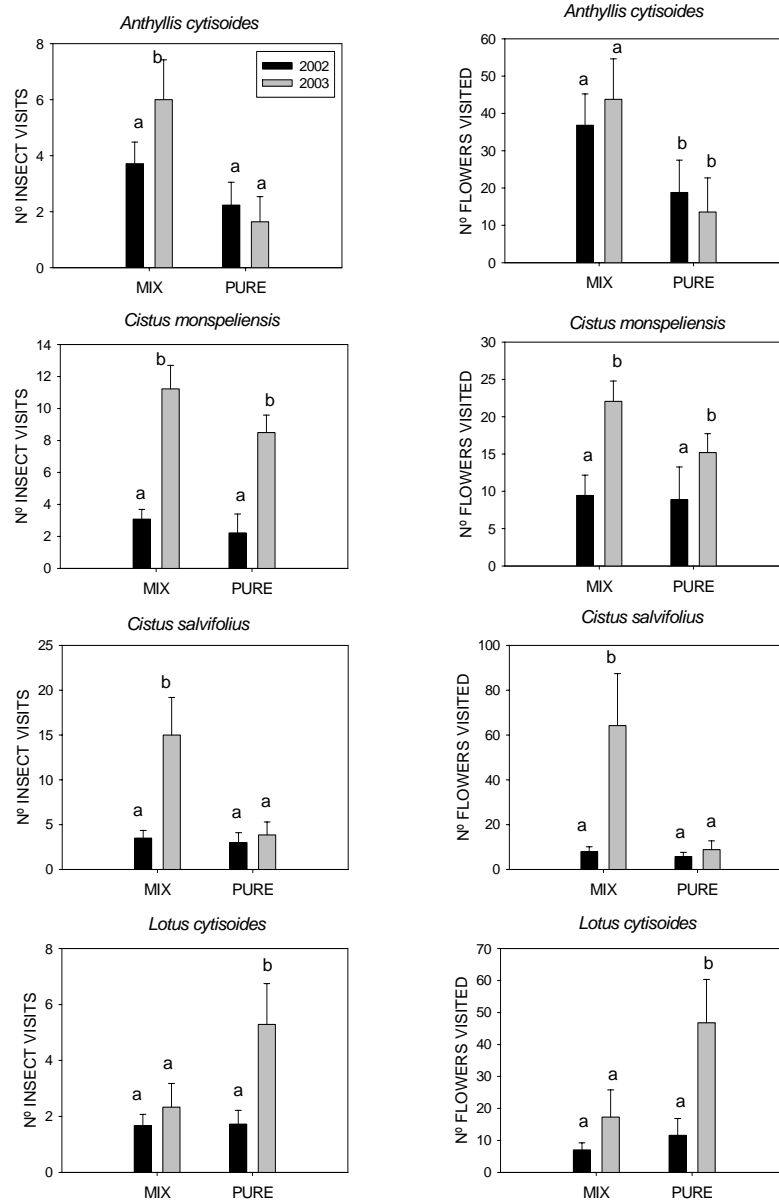 Anthyllis cytisoides
Nº INSECT VISITS
8
6
4
2
0
a
b
a
a
2002
2003
MIX
PURE
Anthyllis cytisoides
Nº FLOWERS VISITED
60
50
40
30
20
10
0
a
a
b
b
MIX
PURE
Cistus monspeliensis
Nº INSECT VISITS
14
12
10
8
6
4
2
0
a
b
a
b
MIX
PURE
Cistus monspeliensis
Nº FLOWERS VISITED
30
25
20
15
10
5
0
a
b
a
b
MIX
PURE
Cistus salvifolius
Nº INSECT VISITS
25
20
15
10
5
0
a
b
a
a
MIX
PURE
Cistus salvifolius
Nº FLOWERS VISITED
100
80
60
40
20
0
a
b
a
a
MIX
PURE
Lotus cytisoides
Nº INSECT VISITS
8
6
4
2
0
a
a
a
b
MIX
PURE
Lotus cytisoides
Nº FLOWERS VISITED
70
60
50
40
30
20
10
0
a
a
a
b
MIX
PURE